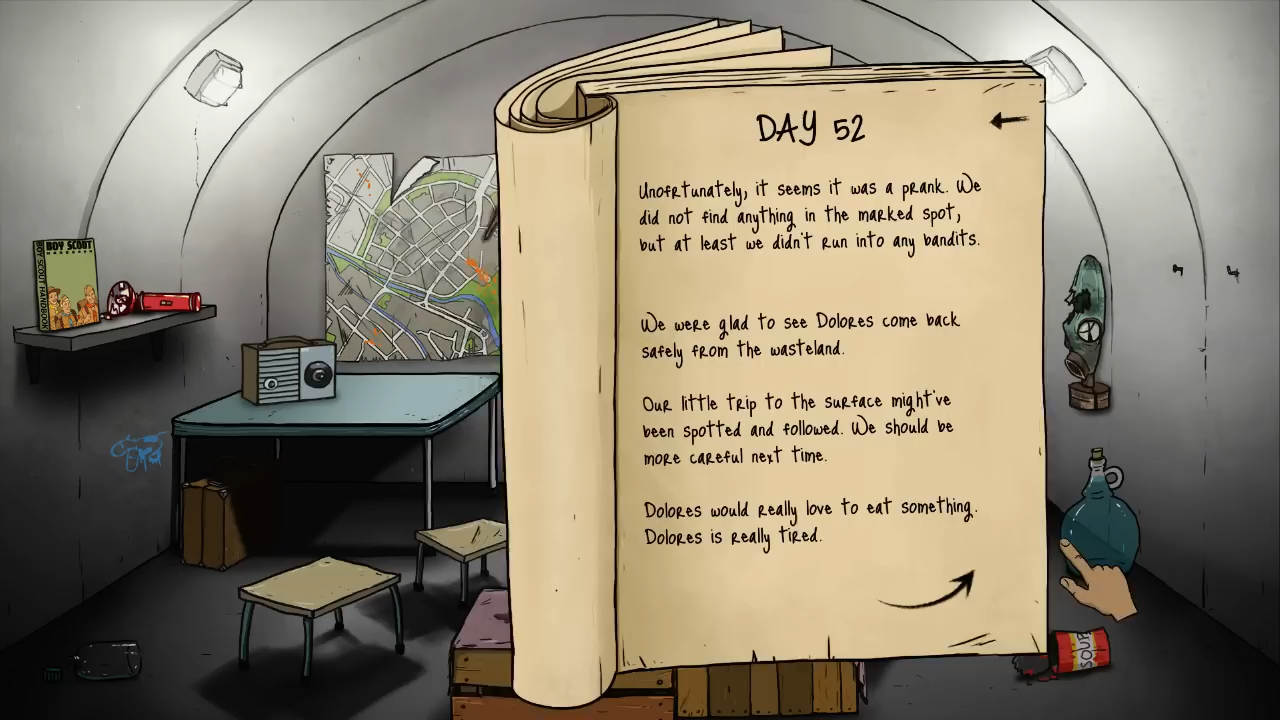 DAY 52
Unofrtunately, it seems it was a prank. We
did not find anything in the marked spot,
but at least we didn't run into any bandits.
We were glad to see Dolores come back
safely from the wasteland.
Our little trip to the surface might've
been spotted and followed. We should be
more careful next time.
Dolores would really love to eat something.
Dolores is really tired.
BOY SCOUT
BOY SCOUT HANDBOOK
SOUP